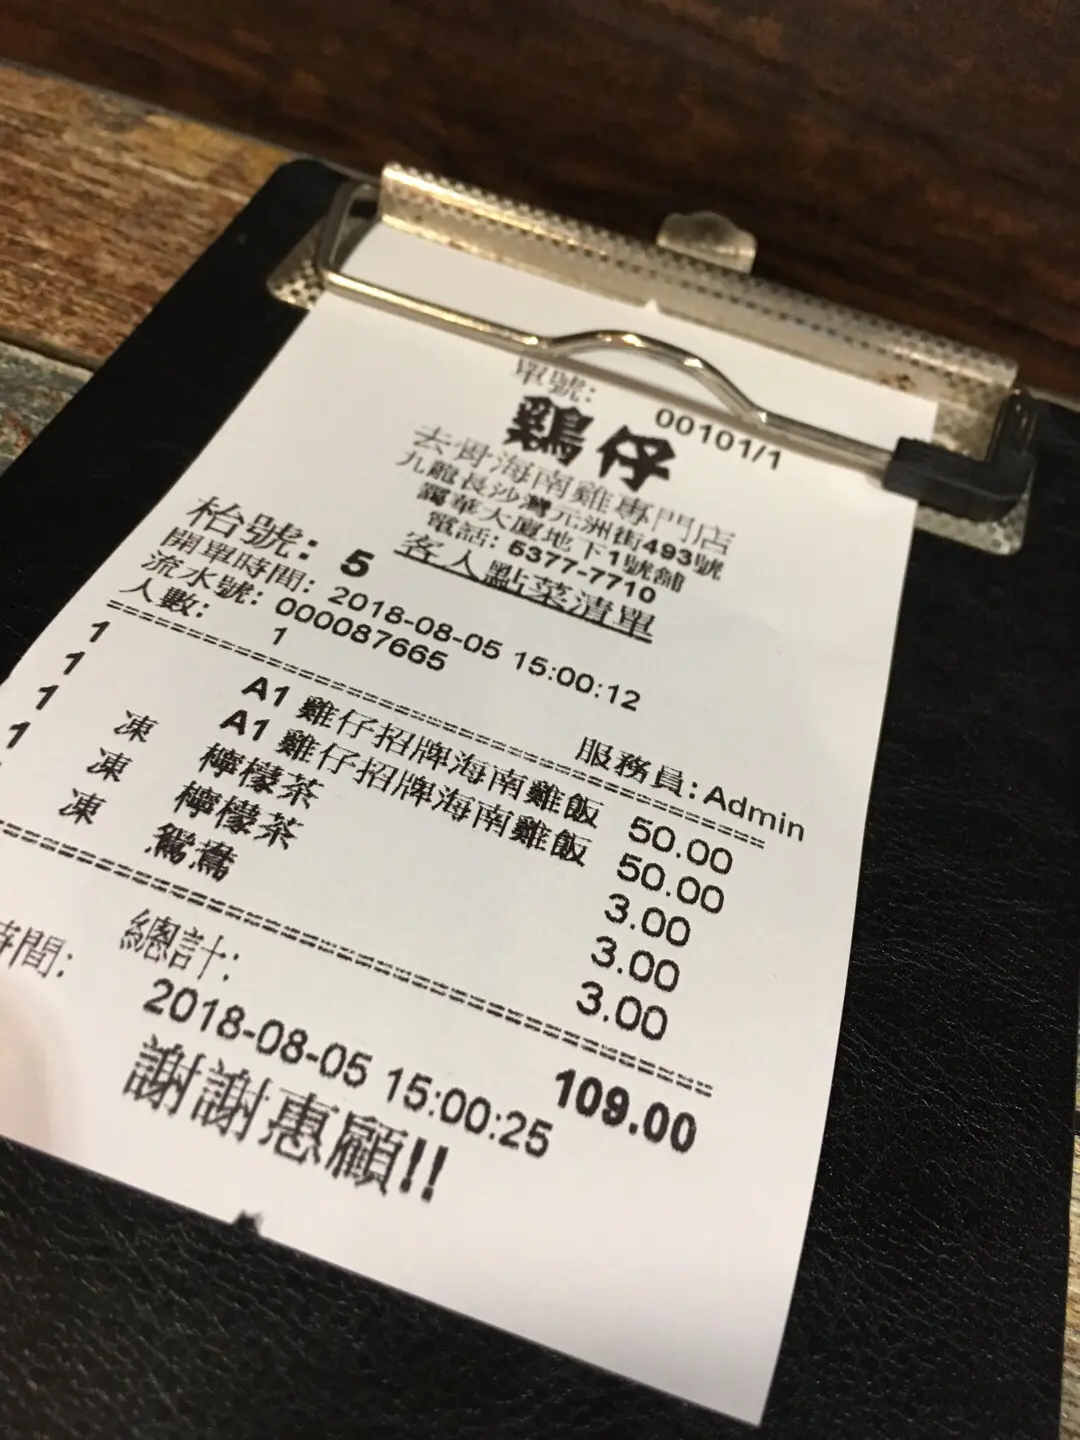 單號: 00101/1
鷄仔
去骨海南雞專門店
九龍長沙灣元洲街493號
華大廈地下1號舖
電話: 5377-7710
客人點菜清單
枱號: 5
開單時間: 2018-08-05 15:00:12
流水號: 000087665
人數: 1 服務員: Admin
1 A1 雞仔招牌海南雞飯 50.00
1 A1 雞仔招牌海南雞飯 50.00
1 凍 檸檬茶 3.00
1 凍 檸檬茶 3.00
凍 鴛鴦 3.00
總計: 109.00
時間: 2018-08-05 15:00:25
謝謝惠顧!!